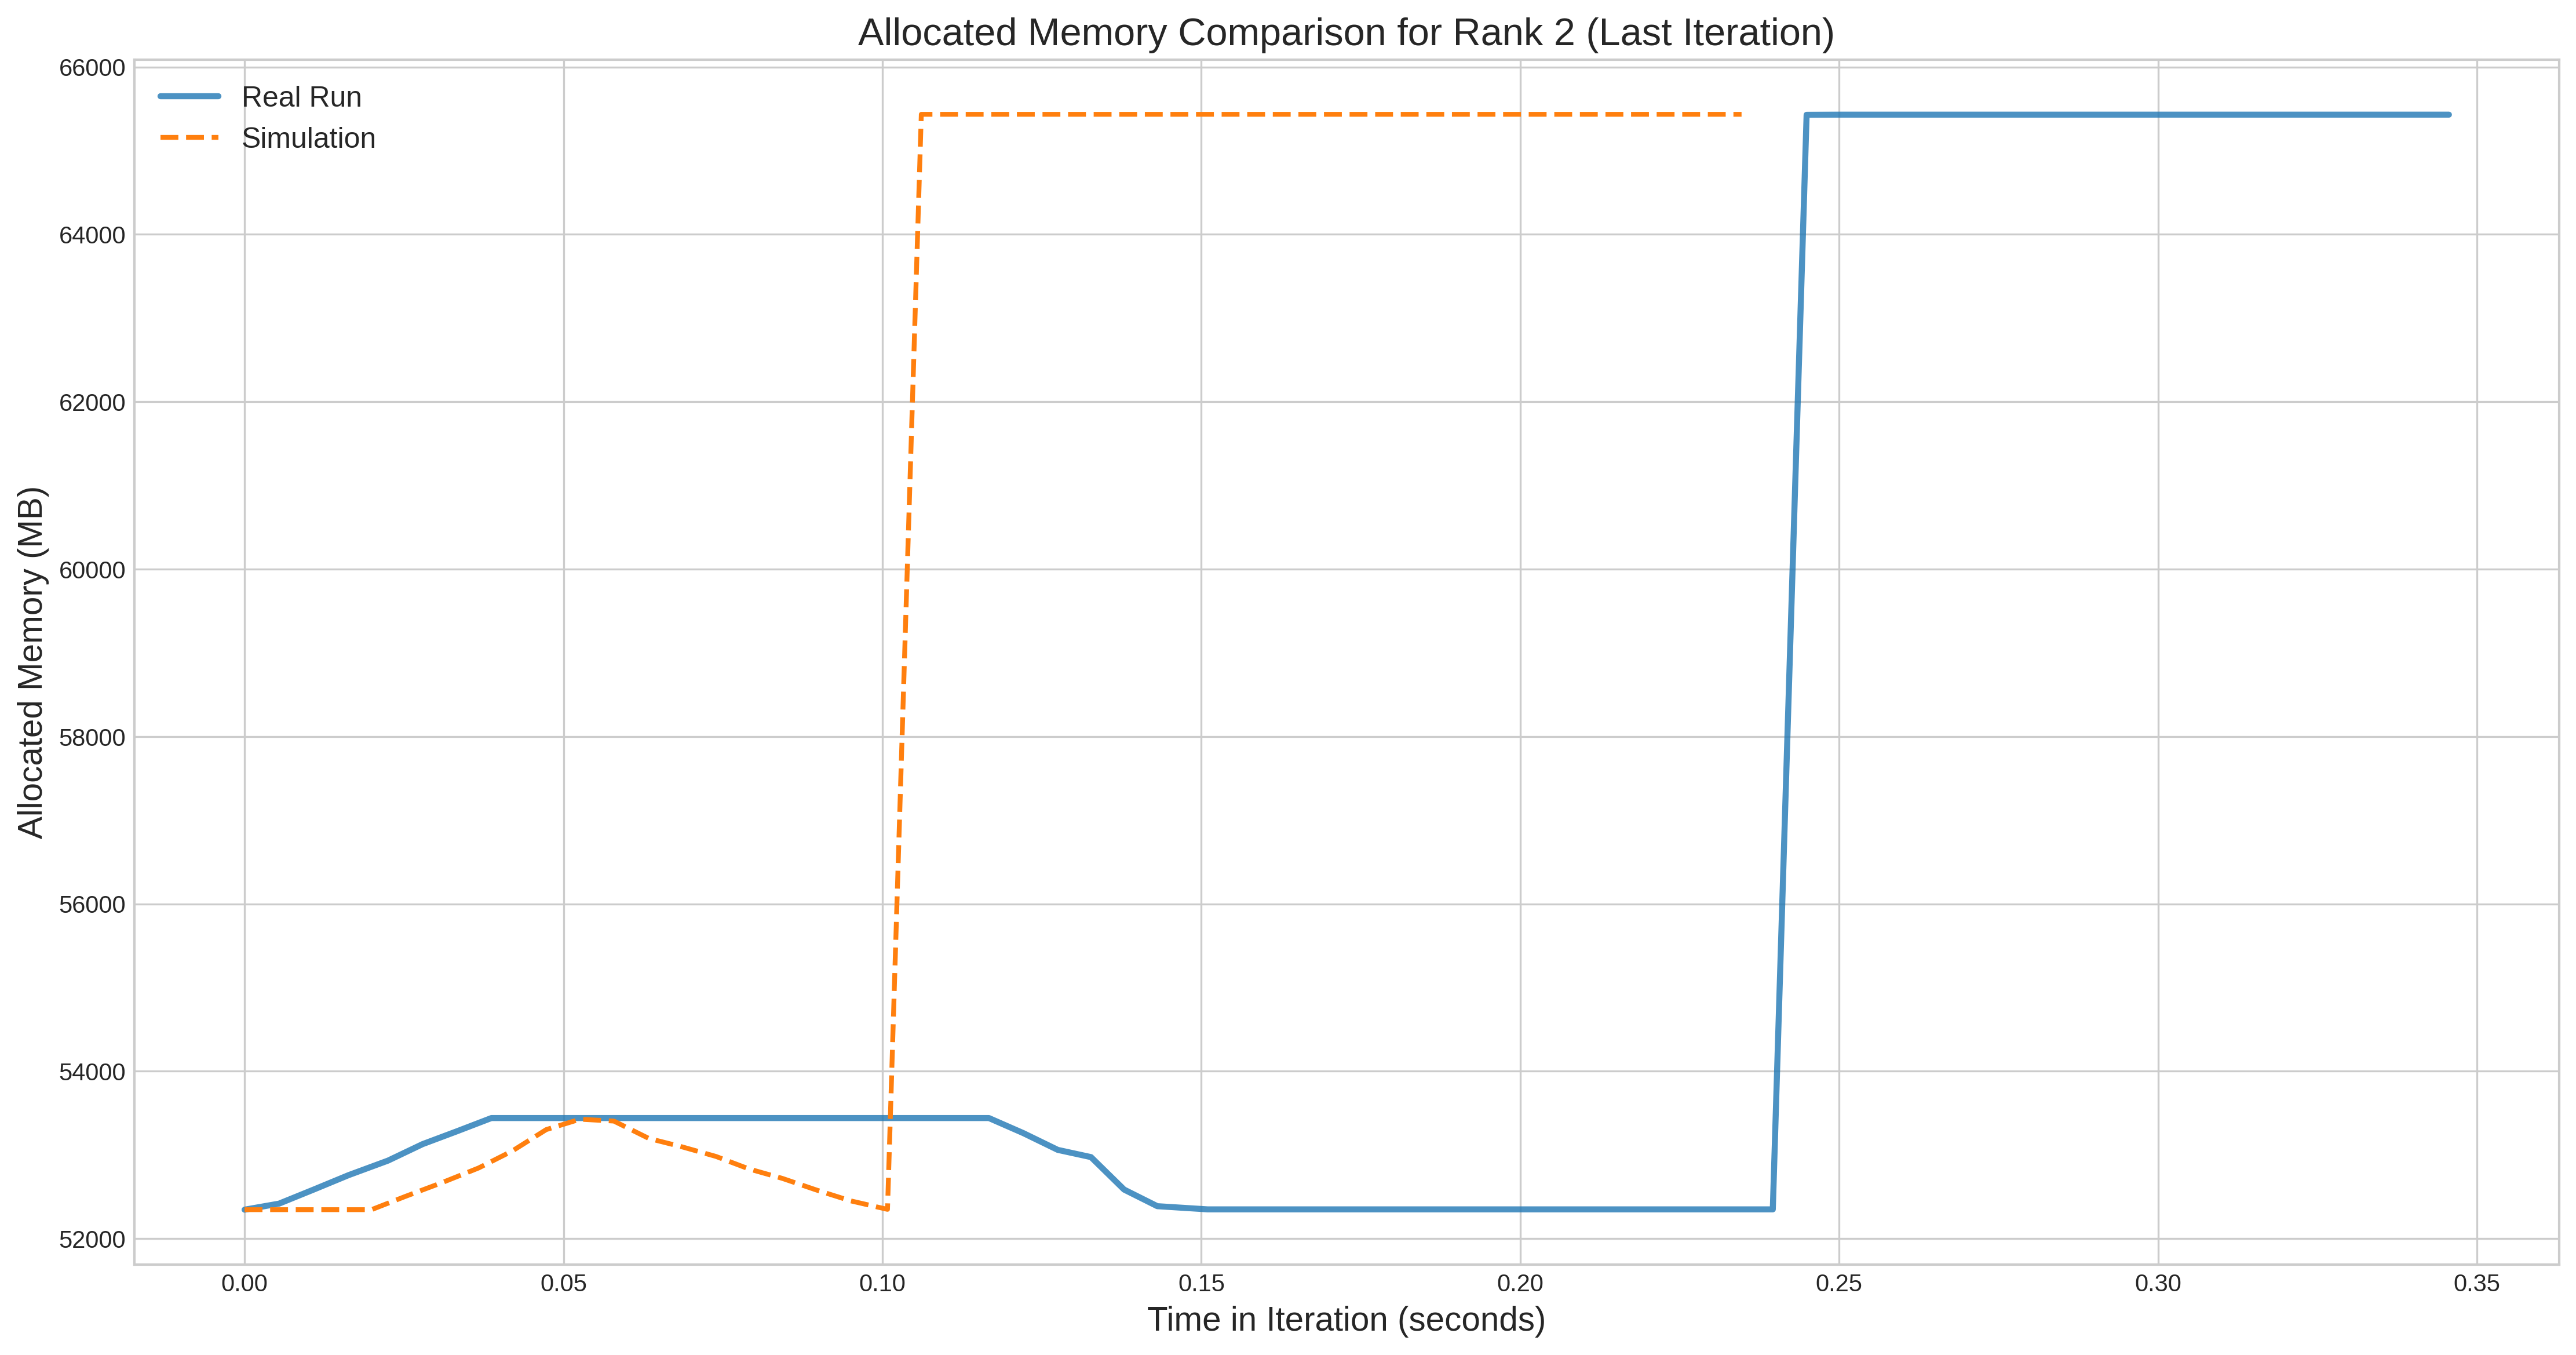 Allocated Memory Comparison for Rank 2 (Last Iteration)
Real Run
Simulation
Allocated Memory (MB)
66000
64000
62000
60000
58000
56000
54000
52000
0.00 0.05 0.10 0.15 0.20 0.25 0.30 0.35
Time in Iteration (seconds)